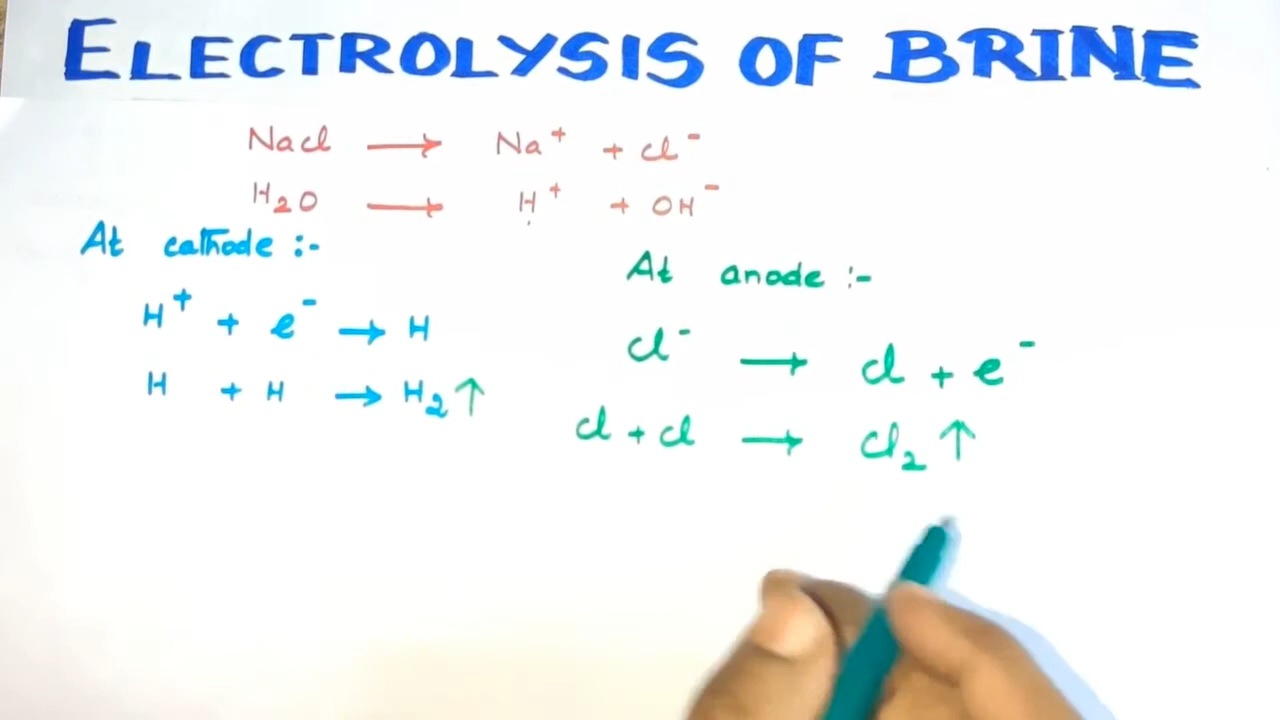 ELECTROLYSIS OF BRINE
NaCl → Na⁺ + Cl⁻
H₂O → H⁺ + OH⁻
At cathode :-
H⁺ + e⁻ → H
H + H → H₂ ↑
At anode :-
Cl⁻ → Cl + e⁻
Cl + Cl → Cl₂ ↑